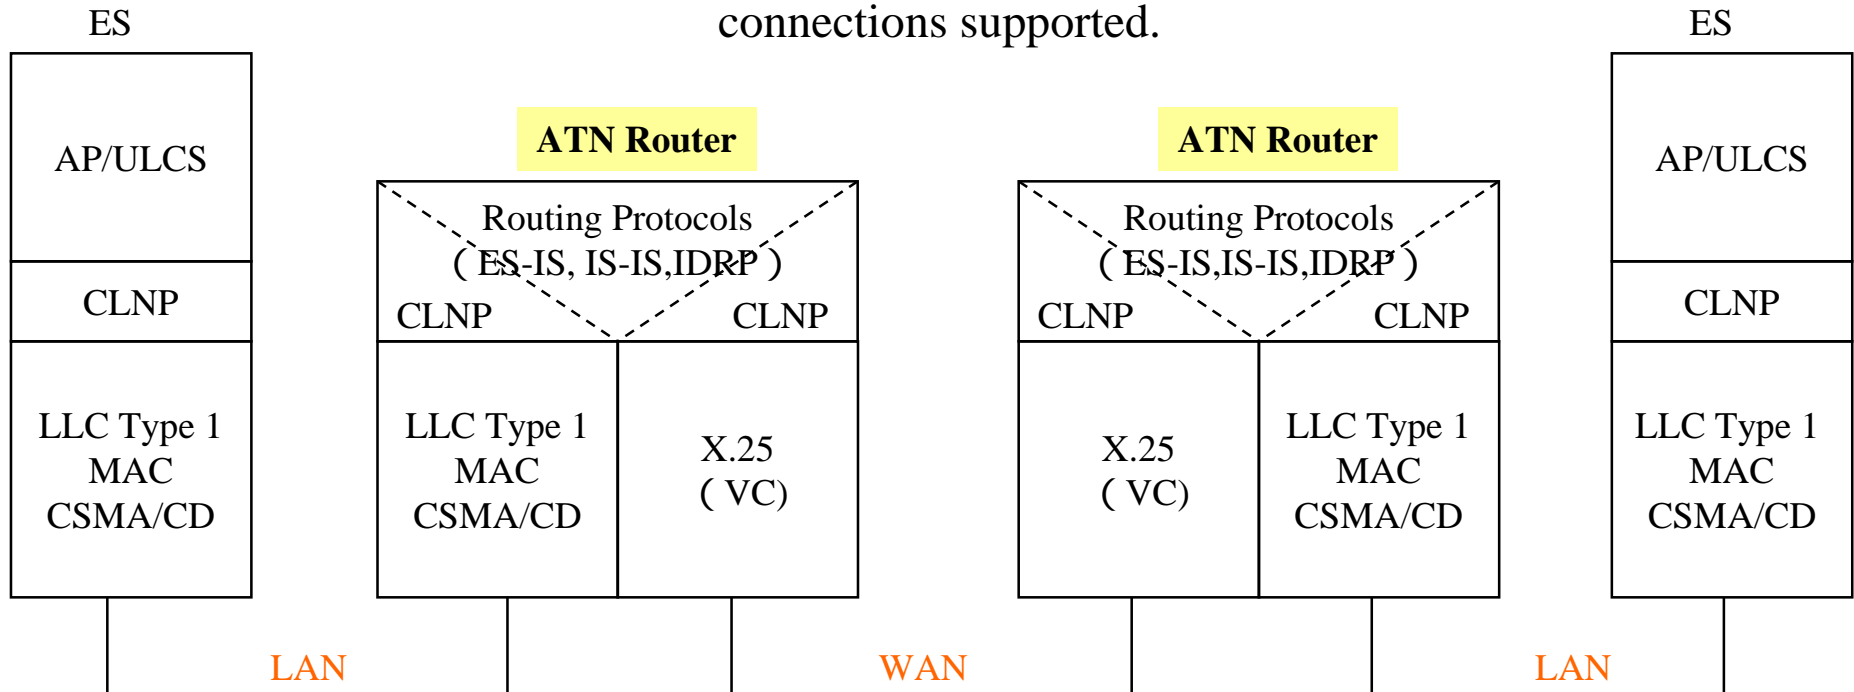 connections supported.
ES
AP/ULCS
CLNP
LLC Type 1
MAC
CSMA/CD
ATN Router
Routing Protocols
( ES-IS, IS-IS,IDRP )
CLNP
CLNP
LLC Type 1
MAC
CSMA/CD
X.25
( VC)
ATN Router
Routing Protocols
( ES-IS,IS-IS,IDRP )
CLNP
CLNP
X.25
( VC)
LLC Type 1
MAC
CSMA/CD
ES
AP/ULCS
CLNP
LLC Type 1
MAC
CSMA/CD
LAN
WAN
LAN